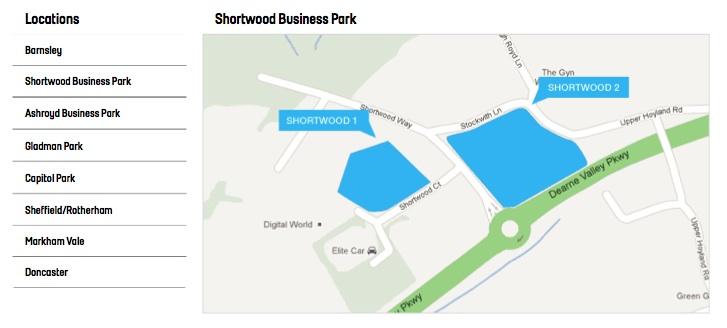 Locations
Barnsley
Shortwood Business Park
Ashroyd Business Park
Gladman Park
Capitol Park
Sheffield/Rotherham
Markham Vale
Doncaster
Shortwood Business Park
h Royd Ln
The Gyn
SHORTWOOD 2
Shortwood Way
Stockwith Ln
Upper Hoyland Rd
SHORTWOOD 1
Dearne Valley Pkwy
Shortwood Ct
Digital World
Elite Car
Upper Hoyland Rd
Green G
Pkwy